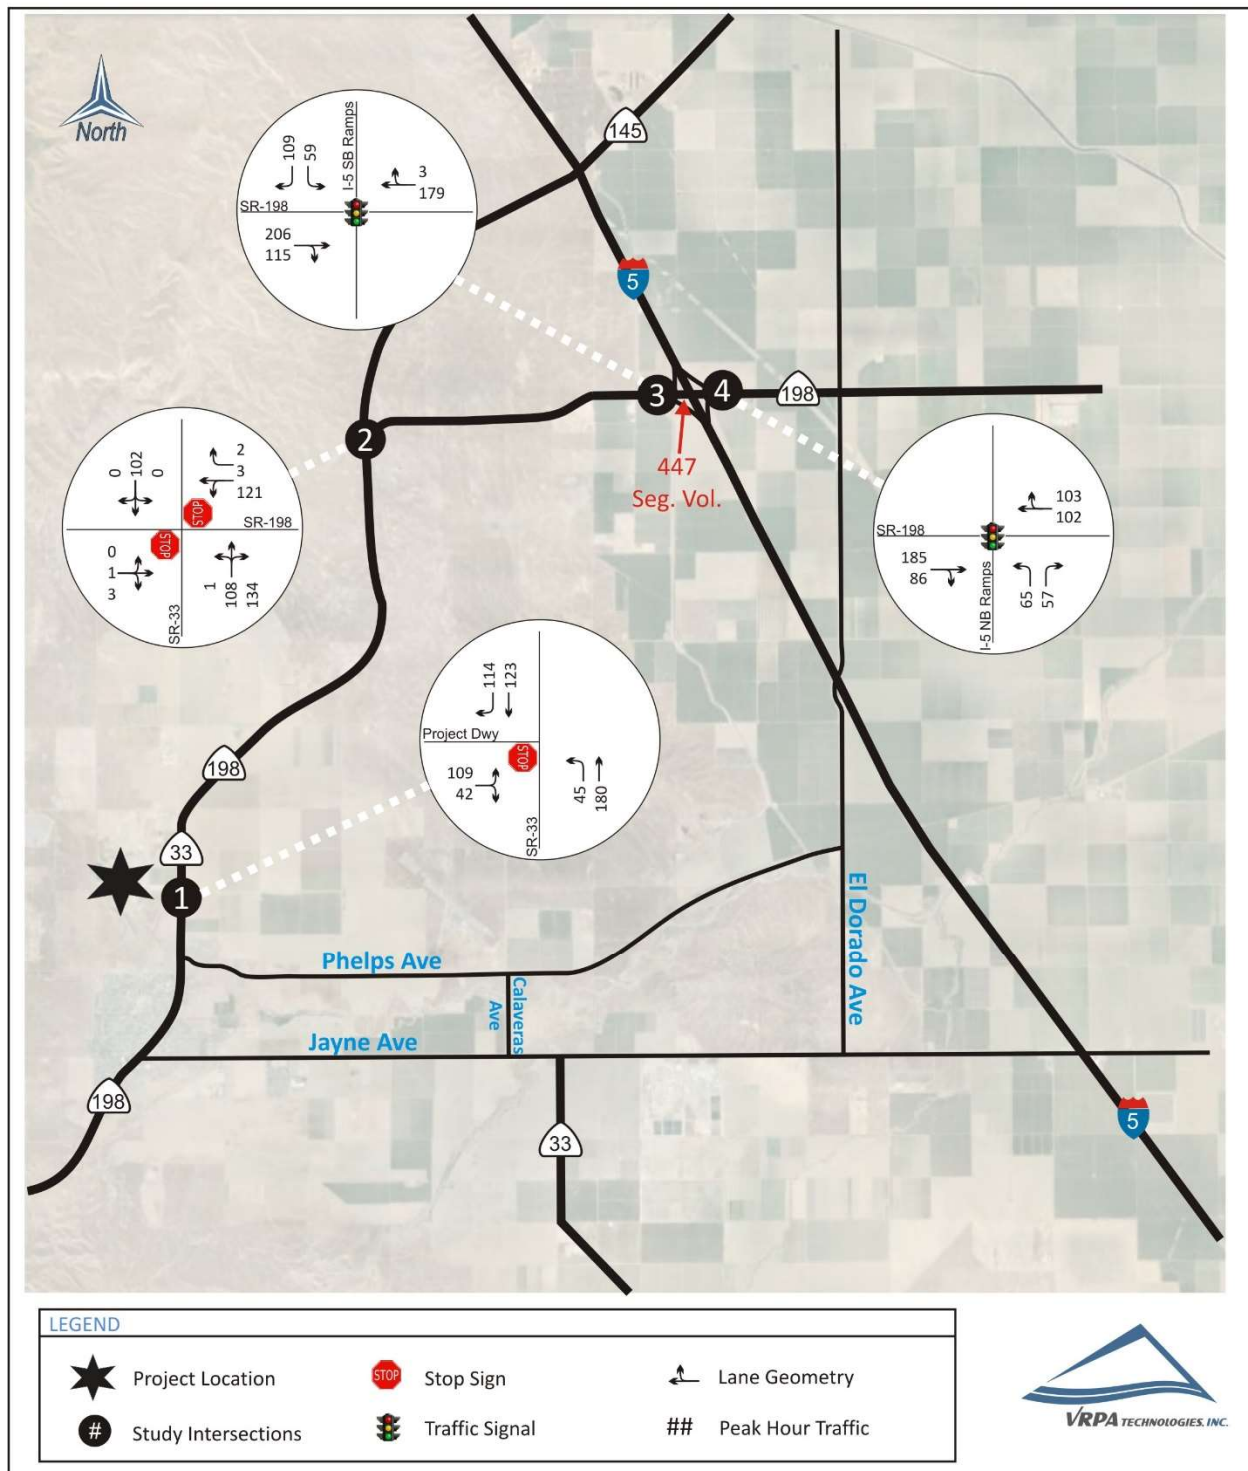 North
145
109
59
I-5 SB Ramps
3
179
SR-198
206
115
5
3
4
198
447
Seg. Vol.
2
0
102
0
2
3
121
STOP
SR-198
STOP
0
1
3
1
108
134
SR-33
103
102
SR-198
185
86
65
57
I-5 NB Ramps
114
123
Project Dwy
STOP
109
42
45
180
SR-33
198
33
1
Phelps Ave
El Dorado Ave
Calaveras
Ave
Jayne Ave
198
33
5
LEGEND
Project Location
STOP Stop Sign
Lane Geometry
# Study Intersections
Traffic Signal
## Peak Hour Traffic
VRPA TECHNOLOGIES, INC.